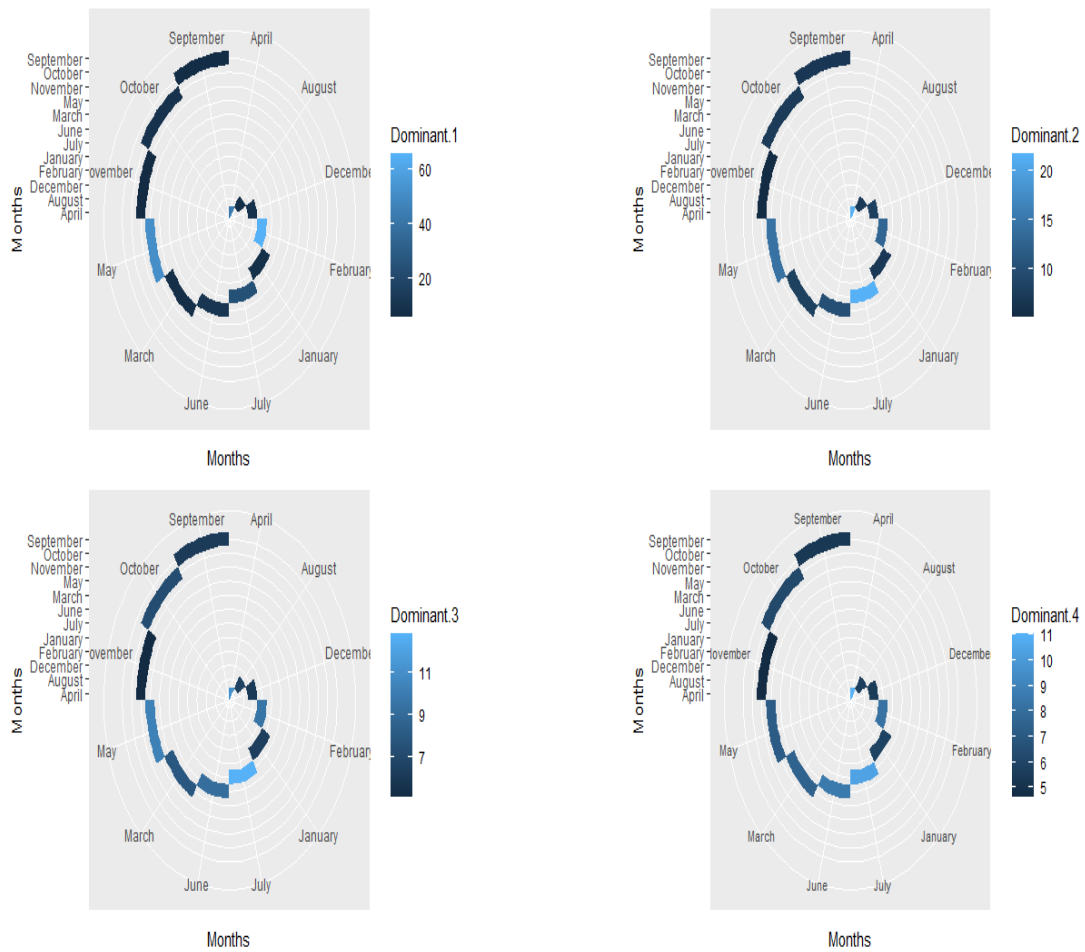 September April
October August
November December
May February
March January
June July
September
October
November
May
March
June
July
January
February
December
August
April
Months
Months
Dominant.1
60
40
20
September April
October August
ovember Decembe
May February
March January
June July
September
October
November
May
March
June
July
January
February
December
August
April
Months
Months
Dominant.2
20
15
10
September April
October August
ovember Decembe
May February
March January
June July
September
October
November
May
March
June
July
January
February
December
August
April
Months
Months
Dominant.3
11
9
7
September April
October August
ovember Decembe
May February
March January
June July
September
October
November
May
March
June
July
January
February
December
August
April
Months
Months
Dominant.4
11
10
9
8
7
6
5